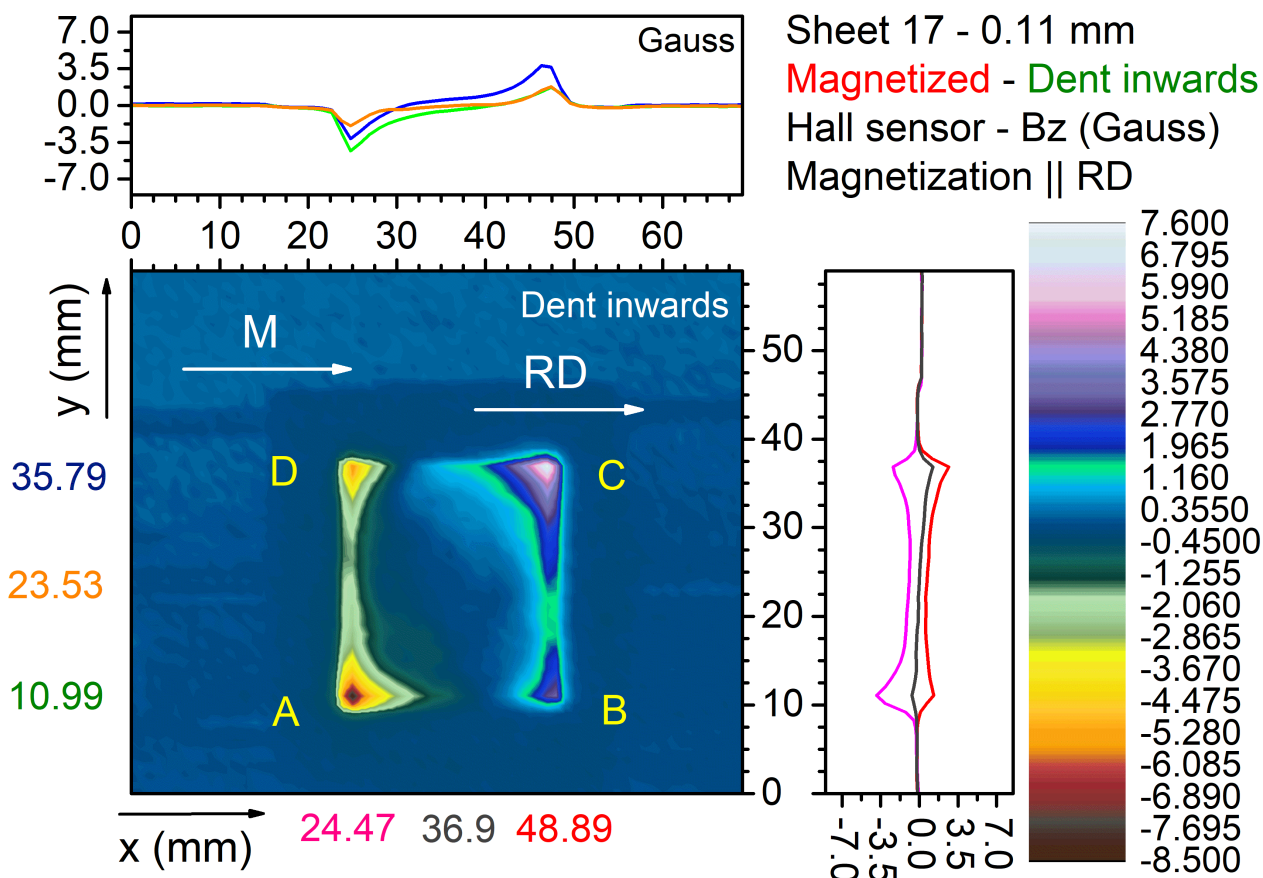 7.0
3.5
0.0
-3.5
-7.0
Gauss
0 10 20 30 40 50 60
Sheet 17 - 0.11 mm
Magnetized - Dent inwards
Hall sensor - Bz (Gauss)
Magnetization || RD
y (mm)
Dent inwards
M
RD
D
C
A
B
35.79
23.53
10.99
50
40
30
20
10
0
x (mm)
24.47 36.9 48.89
-7.0 -3.5 0.0 3.5 7.0
7.600
6.795
5.990
5.185
4.380
3.575
2.770
1.965
1.160
0.3550
-0.4500
-1.255
-2.060
-2.865
-3.670
-4.475
-5.280
-6.085
-6.890
-7.695
-8.500